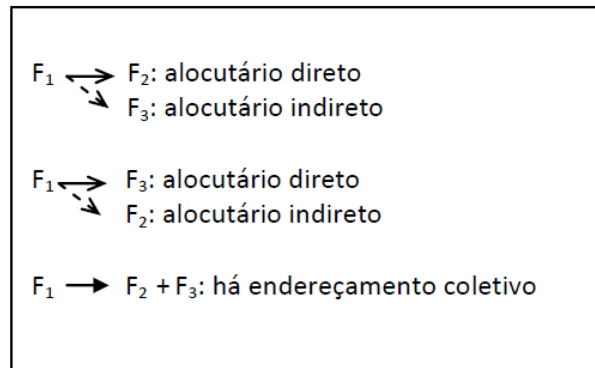 F₁ F₂: alocutário direto
F₃: alocutário indireto
F₁ F₃: alocutário direto
F₂: alocutário indireto
F₁ F₂ + F₃: há endereçamento coletivo